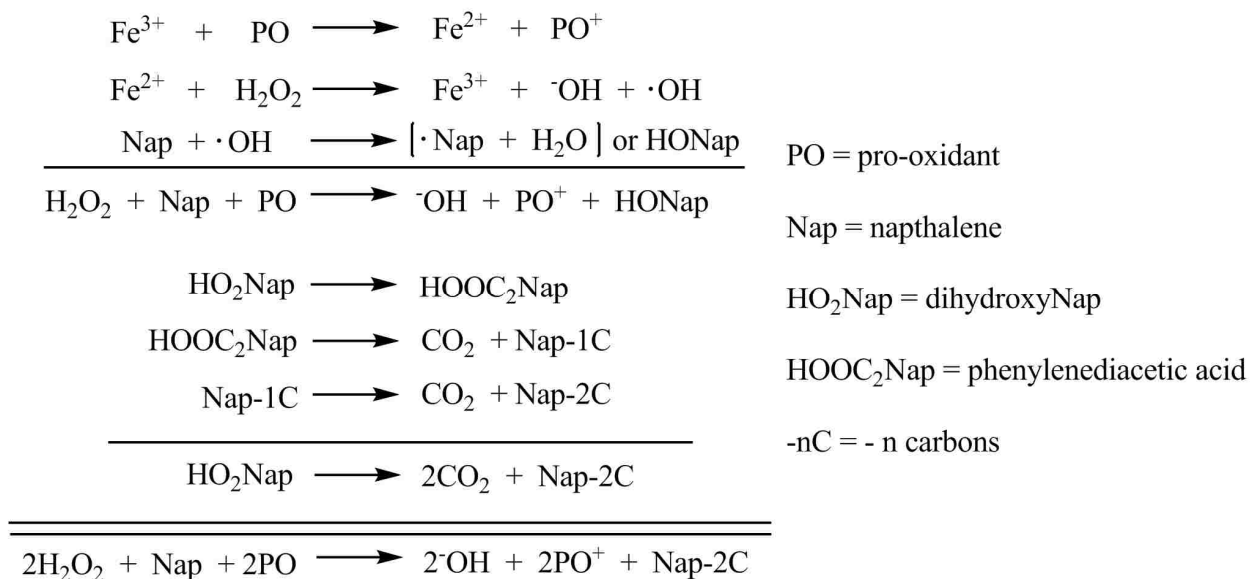 Fe³⁺ + PO ⟶ Fe²⁺ + PO⁺
Fe²⁺ + H₂O₂ ⟶ Fe³⁺ + ⁻OH + ·OH
Nap + ·OH ⟶ [·Nap + H₂O] or HONap
H₂O₂ + Nap + PO ⟶ ⁻OH + PO⁺ + HONap
HO₂Nap ⟶ HOOC₂Nap
HOOC₂Nap ⟶ CO₂ + Nap-1C
Nap-1C ⟶ CO₂ + Nap-2C
HO₂Nap ⟶ 2CO₂ + Nap-2C
2H₂O₂ + Nap + 2PO ⟶ 2⁻OH + 2PO⁺ + Nap-2C
PO = pro-oxidant
Nap = napthalene
HO₂Nap = dihydroxyNap
HOOC₂Nap = phenylenediacetic acid
-nC = - n carbons